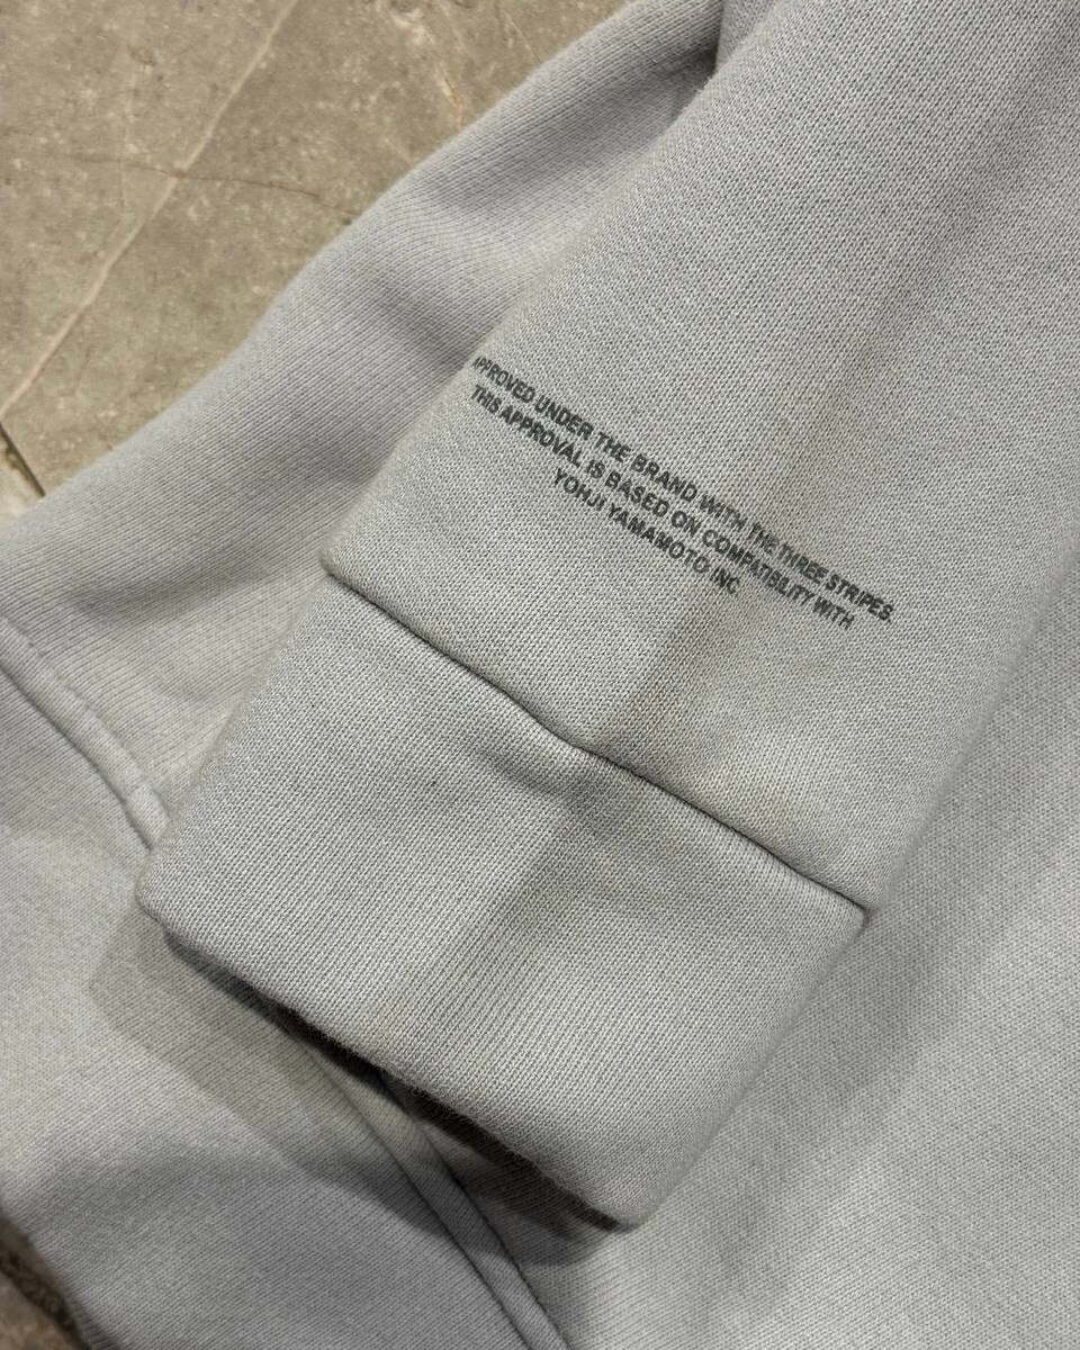 APPROVED UNDER THE BRAND WITH THE THREE STRIPES.
THIS APPROVAL IS BASED ON COMPATIBILITY WITH
YOHJI YAMAMOTO INC